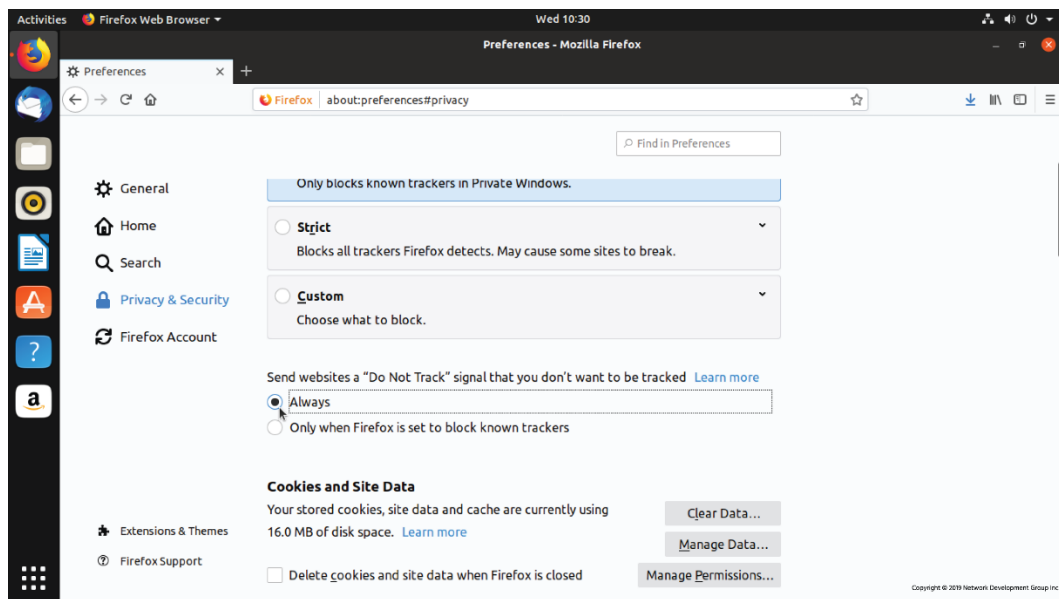 Activities Firefox Web Browser Wed 10:30
Preferences - Mozilla Firefox
Preferences
Firefox about:preferences#privacy
Find in Preferences
Only blocks known trackers in Private Windows.
General
Strict
Home
Blocks all trackers Firefox detects. May cause some sites to break.
Search
Custom
Privacy & Security
Choose what to block.
Firefox Account
Send websites a “Do Not Track” signal that you don’t want to be tracked Learn more
Always
Only when Firefox is set to block known trackers
Cookies and Site Data
Your stored cookies, site data and cache are currently using
16.0 MB of disk space. Learn more
Clear Data...
Manage Data...
Extensions & Themes
Firefox Support
Delete cookies and site data when Firefox is closed
Manage Permissions...
Copyright © 2019 Network Development Group Inc